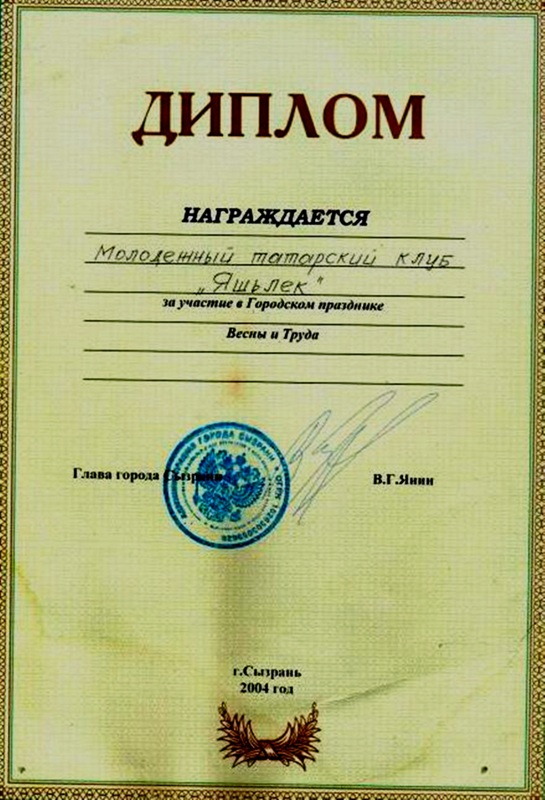 ДИПЛОМ
НАГРАЖДАЕТСЯ
Молодежный татарский клуб
„Яшьлек"
за участие в Городском празднике
Весны и Труда
Глава города Сызрани
В.Г.Янин
г.Сызрань
2004 год